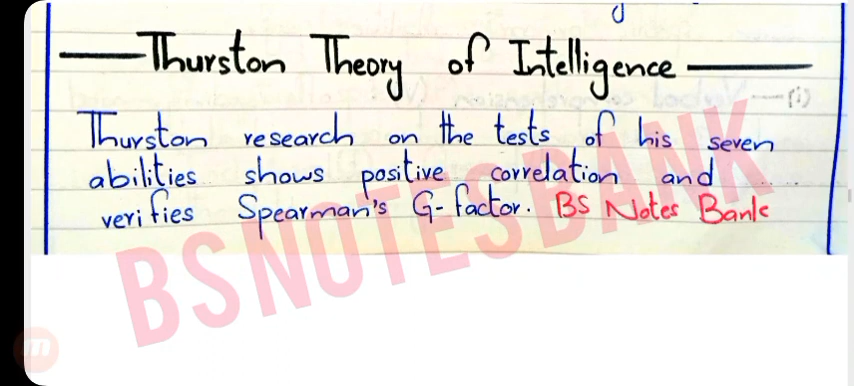 Thurston Theory of Intelligence
Thurston research on the tests of his seven
abilities shows positive correlation and
verifies Spearman's G-factor. BS Notes Bank
BSNOTESBANK
m